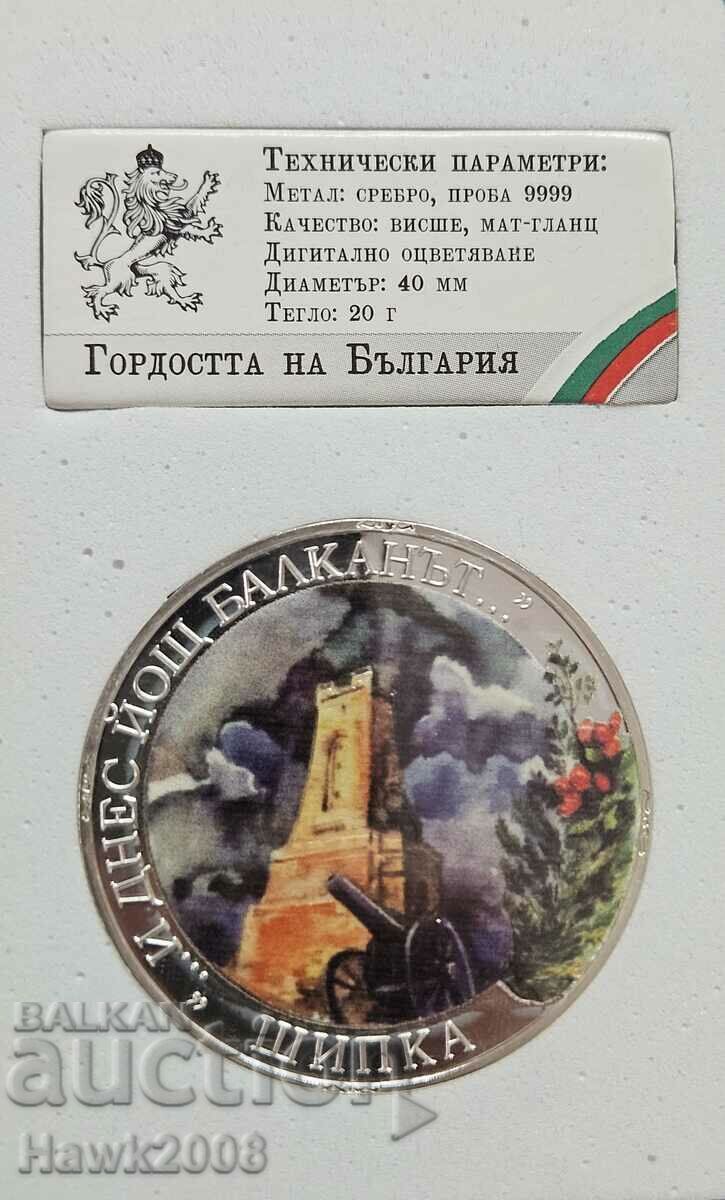 Технически параметри:
Метал: сребро, проба 9999
Качество: висше, мат-гланц
Дигитално оцветяване
Диаметър: 40 мм
Тегло: 20 г
Гордостта на България
„...И ДНЕС ЙОЩ БАЛКАНЪТ...”
ШИПКА
BALKAN
auction
Hawk2008